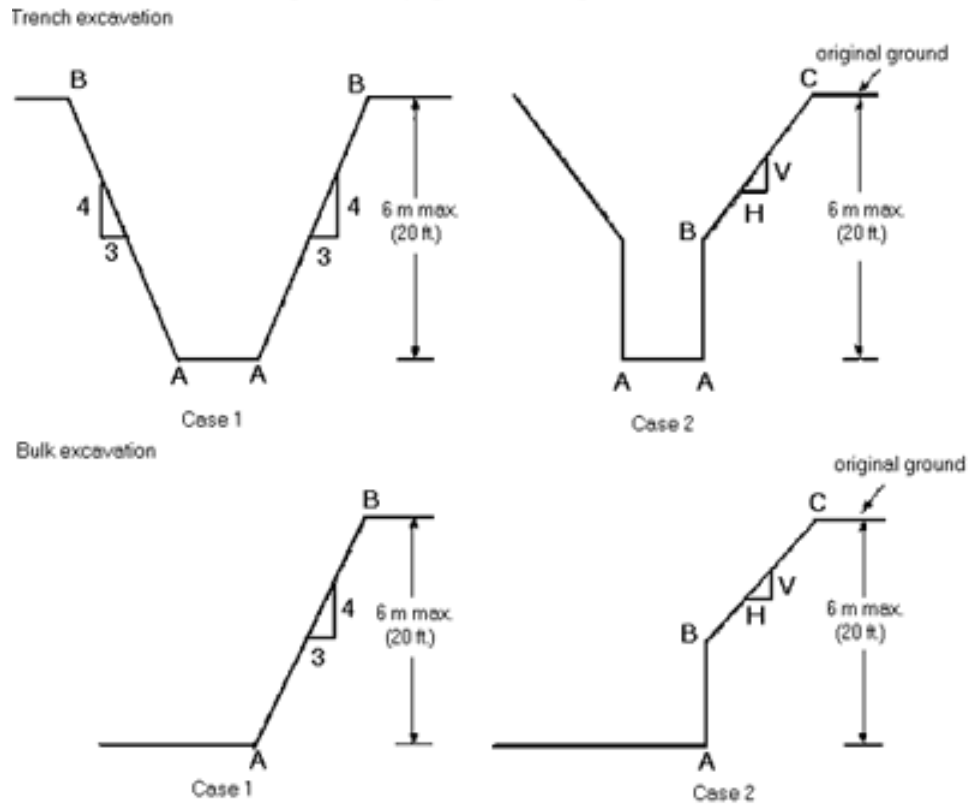 Trench excavation
original ground
B B C
4 4 6 m max. V 6 m max.
3 3 (20 ft.) H B (20 ft.)
A A A A
Case 1 Case 2
Bulk excavation
original ground
B C
4 6 m max. V 6 m max.
3 (20 ft.) H B (20 ft.)
A A
Case 1 Case 2